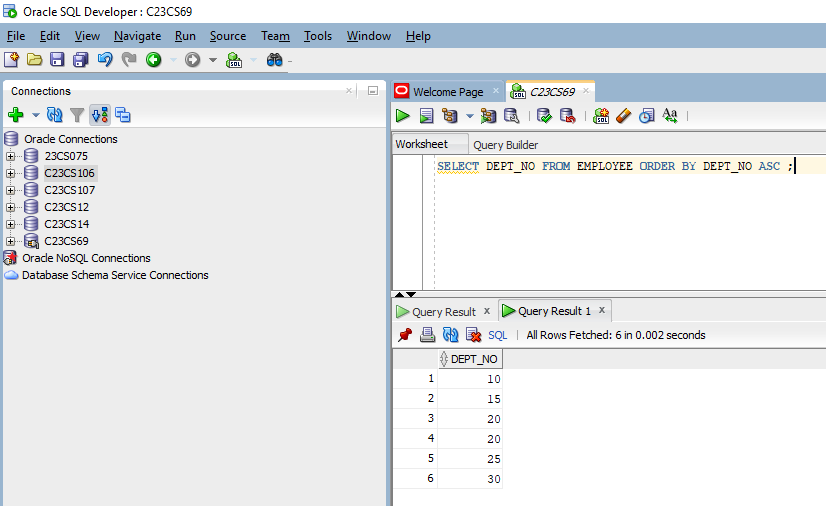 Oracle SQL Developer : C23CS69
File Edit View Navigate Run Source Team Tools Window Help
SQL
Connections
Oracle Connections
23CS075
C23CS106
C23CS107
C23CS12
C23CS14
C23CS69
Oracle NoSQL Connections
Database Schema Service Connections
Welcome Page C23CS69
SQL Aa
Worksheet Query Builder
SELECT DEPT_NO FROM EMPLOYEE ORDER BY DEPT_NO ASC ;
Query Result x Query Result 1 x
SQL | All Rows Fetched: 6 in 0.002 seconds
DEPT_NO
1 10
2 15
3 20
4 20
5 25
6 30